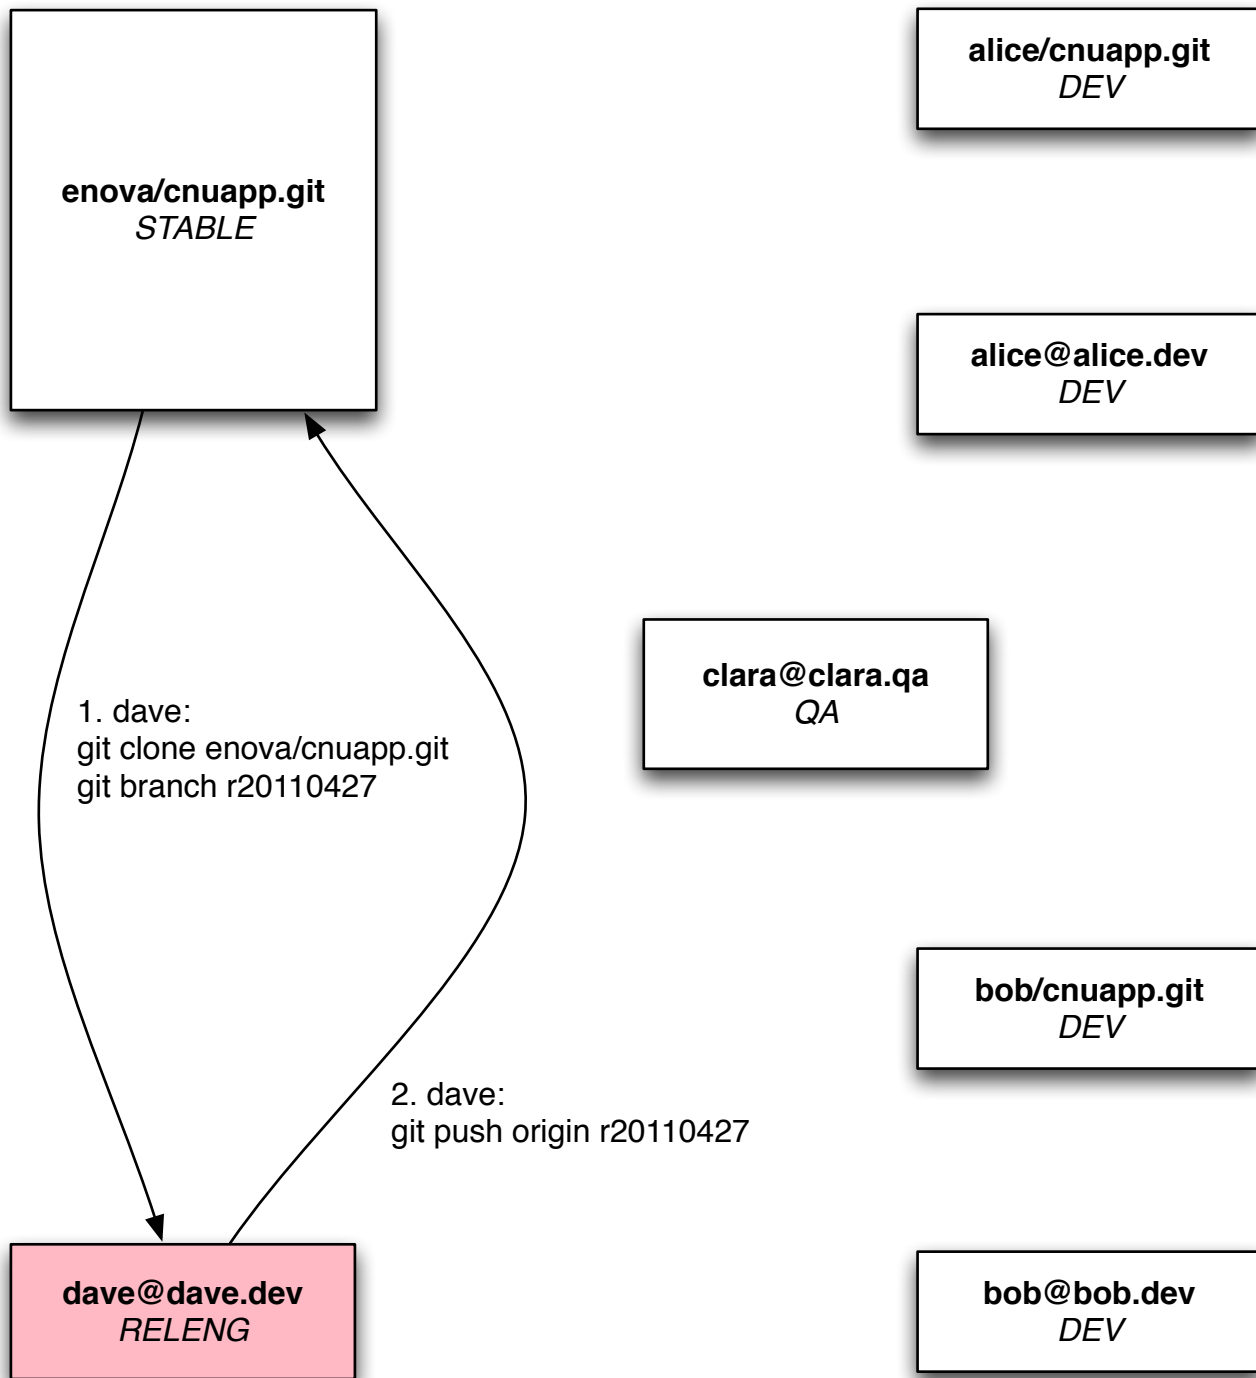 enova/cnuapp.git
STABLE
alice/cnuapp.git
DEV
alice@alice.dev
DEV
clara@clara.qa
QA
1. dave:
git clone enova/cnuapp.git
git branch r20110427
bob/cnuapp.git
DEV
2. dave:
git push origin r20110427
dave@dave.dev
RELENG
bob@bob.dev
DEV